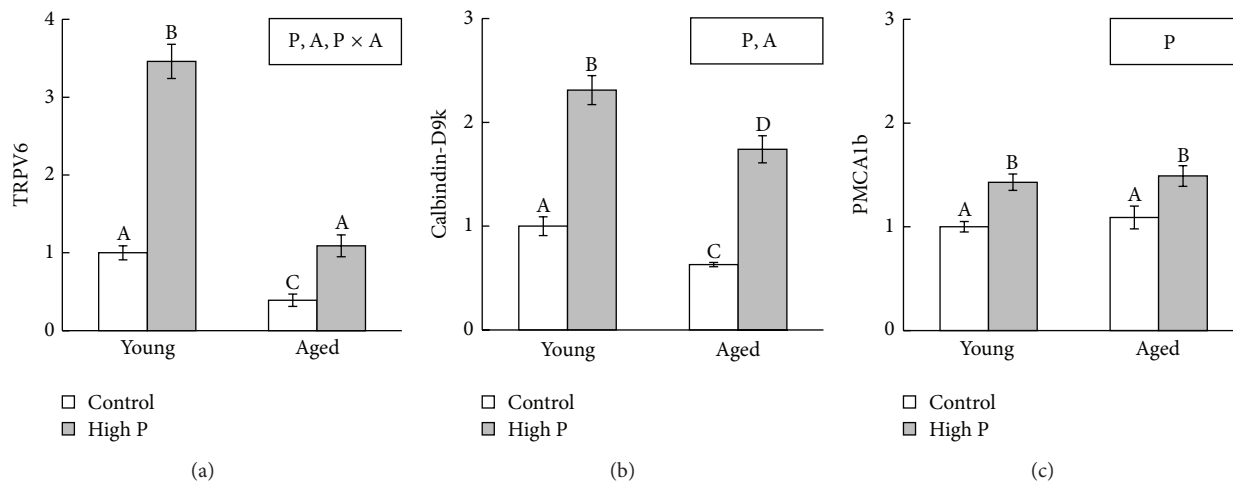 TRPV6
4
3
2
1
0
P, A, P × A
A
B
C
A
Young
Aged
Control
High P
(a)
Calbindin-D9k
3
2
1
0
P, A
A
B
C
D
Young
Aged
Control
High P
(b)
PMCA1b
3
2
1
0
P
A
B
A
B
Young
Aged
Control
High P
(c)